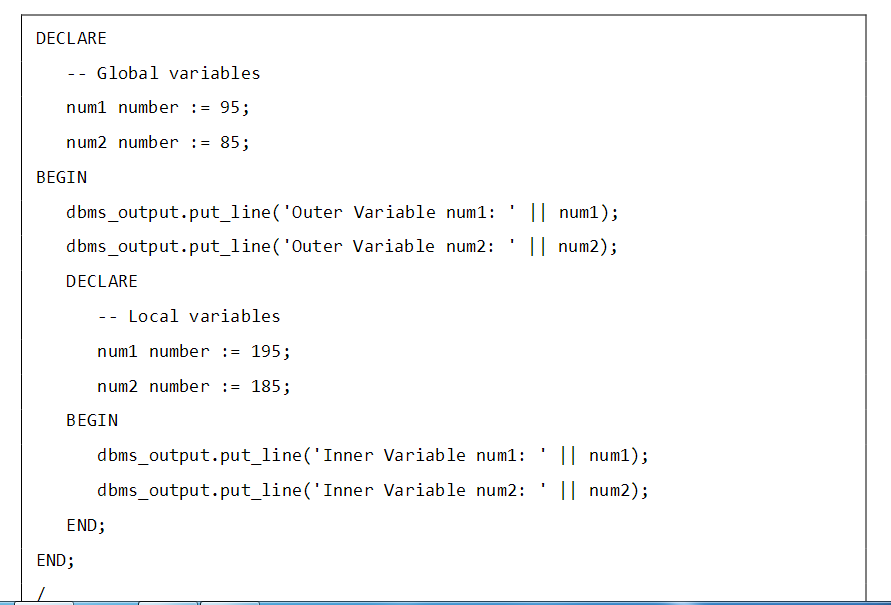 DECLARE
-- Global variables
num1 number := 95;
num2 number := 85;
BEGIN
dbms_output.put_line('Outer Variable num1: ' || num1);
dbms_output.put_line('Outer Variable num2: ' || num2);
DECLARE
-- Local variables
num1 number := 195;
num2 number := 185;
BEGIN
dbms_output.put_line('Inner Variable num1: ' || num1);
dbms_output.put_line('Inner Variable num2: ' || num2);
END;
END;
/